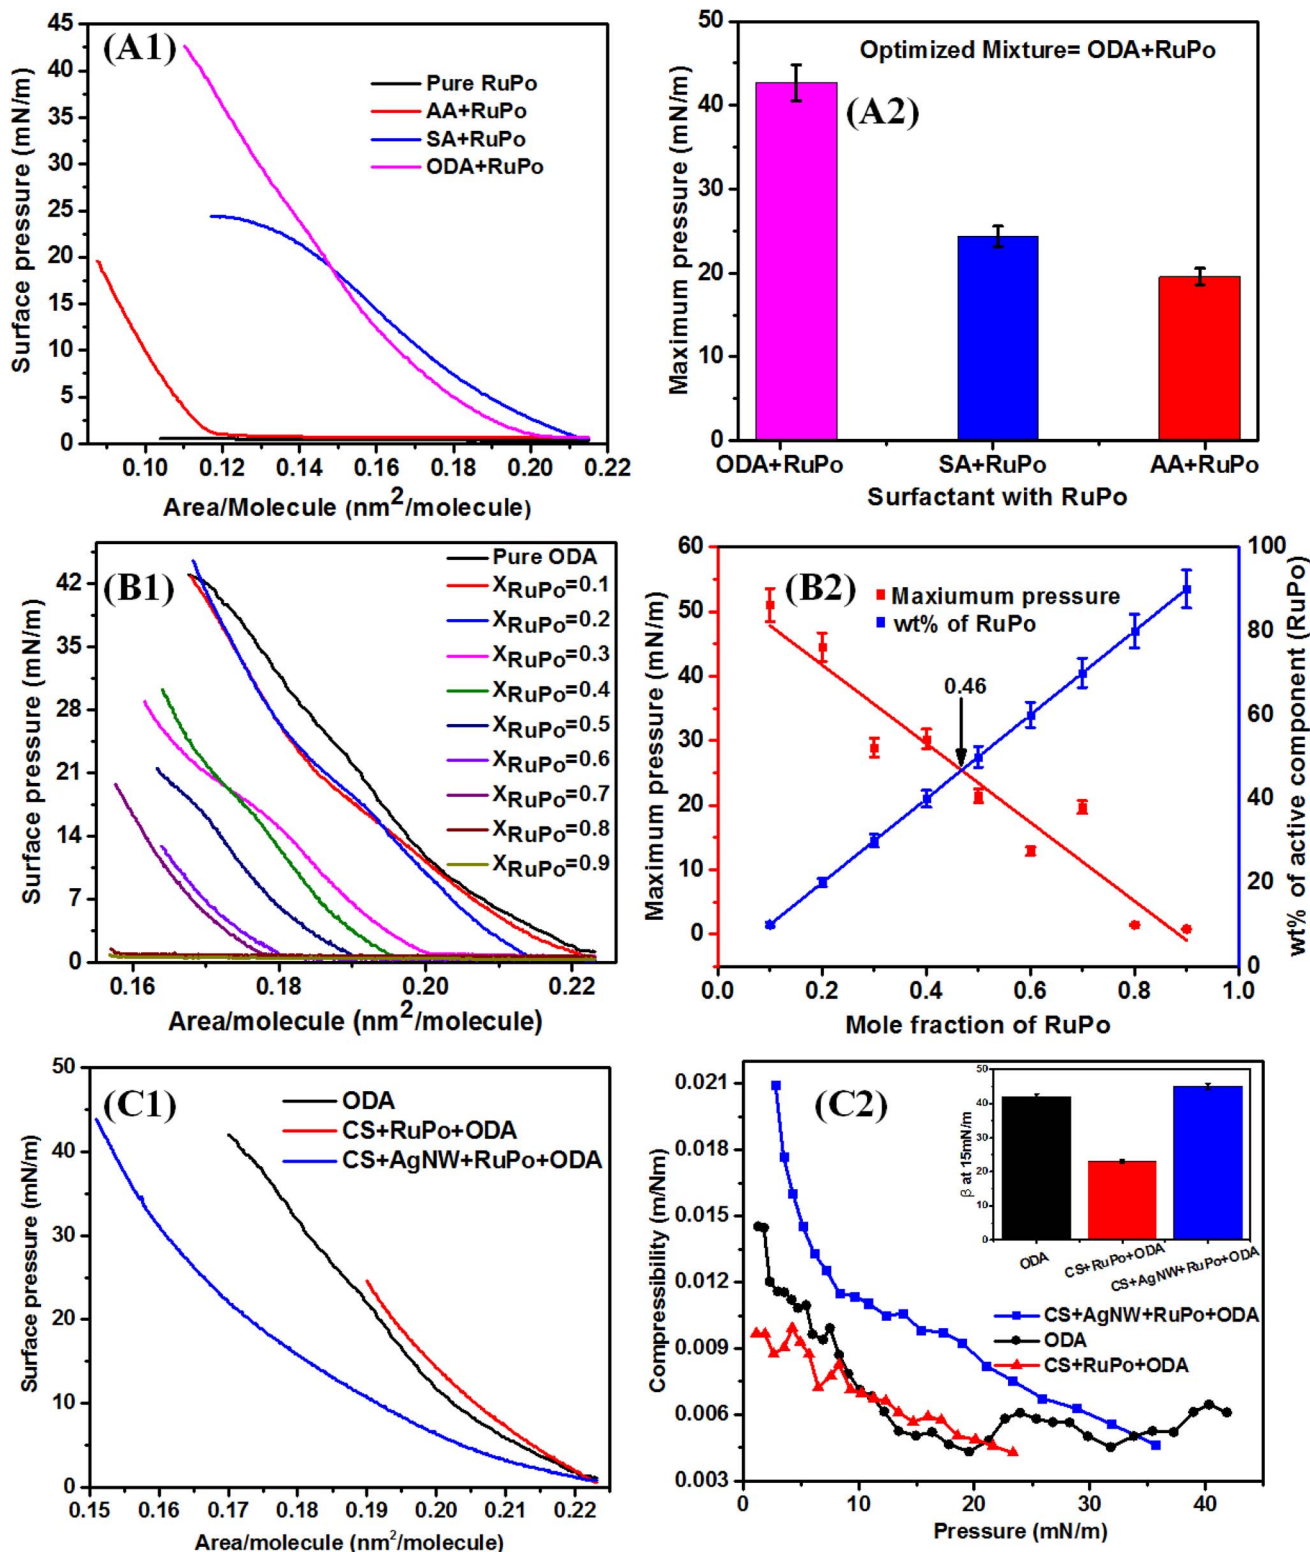 (A1)
Surface pressure (mN/m)
45
40
35
30
25
20
15
10
5
0
Pure RuPo
AA+RuPo
SA+RuPo
ODA+RuPo
0.10 0.12 0.14 0.16 0.18 0.20 0.22
Area/Molecule (nm2/molecule)
(A2)
Optimized Mixture= ODA+RuPo
Maximum pressure (mN/m)
50
40
30
20
10
0
ODA+RuPo SA+RuPo AA+RuPo
Surfactant with RuPo
(B1)
Surface pressure (mN/m)
42
35
28
21
14
7
0
Pure ODA
XRuPo=0.1
XRuPo=0.2
XRuPo=0.3
XRuPo=0.4
XRuPo=0.5
XRuPo=0.6
XRuPo=0.7
XRuPo=0.8
XRuPo=0.9
0.16 0.18 0.20 0.22
Area/molecule (nm2/molecule)
(B2)
Maxiumum pressure
wt% of RuPo
0.46
Maximum pressure (mN/m)
60
50
40
30
20
10
0
100
80
60
40
20
0
wt% of active component (RuPo)
0.0 0.2 0.4 0.6 0.8 1.0
Mole fraction of RuPo
(C1)
Surface pressure (mN/m)
50
40
30
20
10
0
ODA
CS+RuPo+ODA
CS+AgNW+RuPo+ODA
0.15 0.16 0.17 0.18 0.19 0.20 0.21 0.22
Area/molecule (nm2/molecule)
(C2)
Compressibility (m/Nm)
0.021
0.018
0.015
0.012
0.009
0.006
0.003
β at 15mN/m
50
40
30
20
10
0
ODA
CS+RuPo+ODA
CS+AgNW+RuPo+ODA
CS+AgNW+RuPo+ODA
ODA
CS+RuPo+ODA
0 10 20 30 40
Pressure (mN/m)